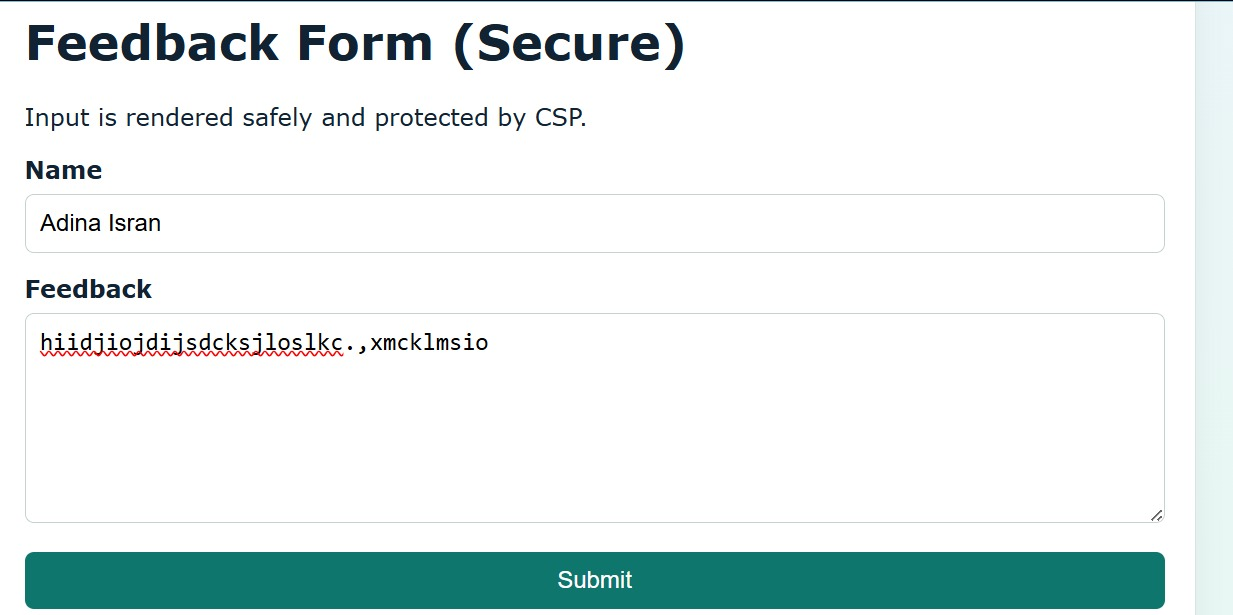 Feedback Form (Secure)
Input is rendered safely and protected by CSP.
Name
Adina Isran
Feedback
hiidjiojdijsdcksjloslkc.,xmcklmsio
Submit